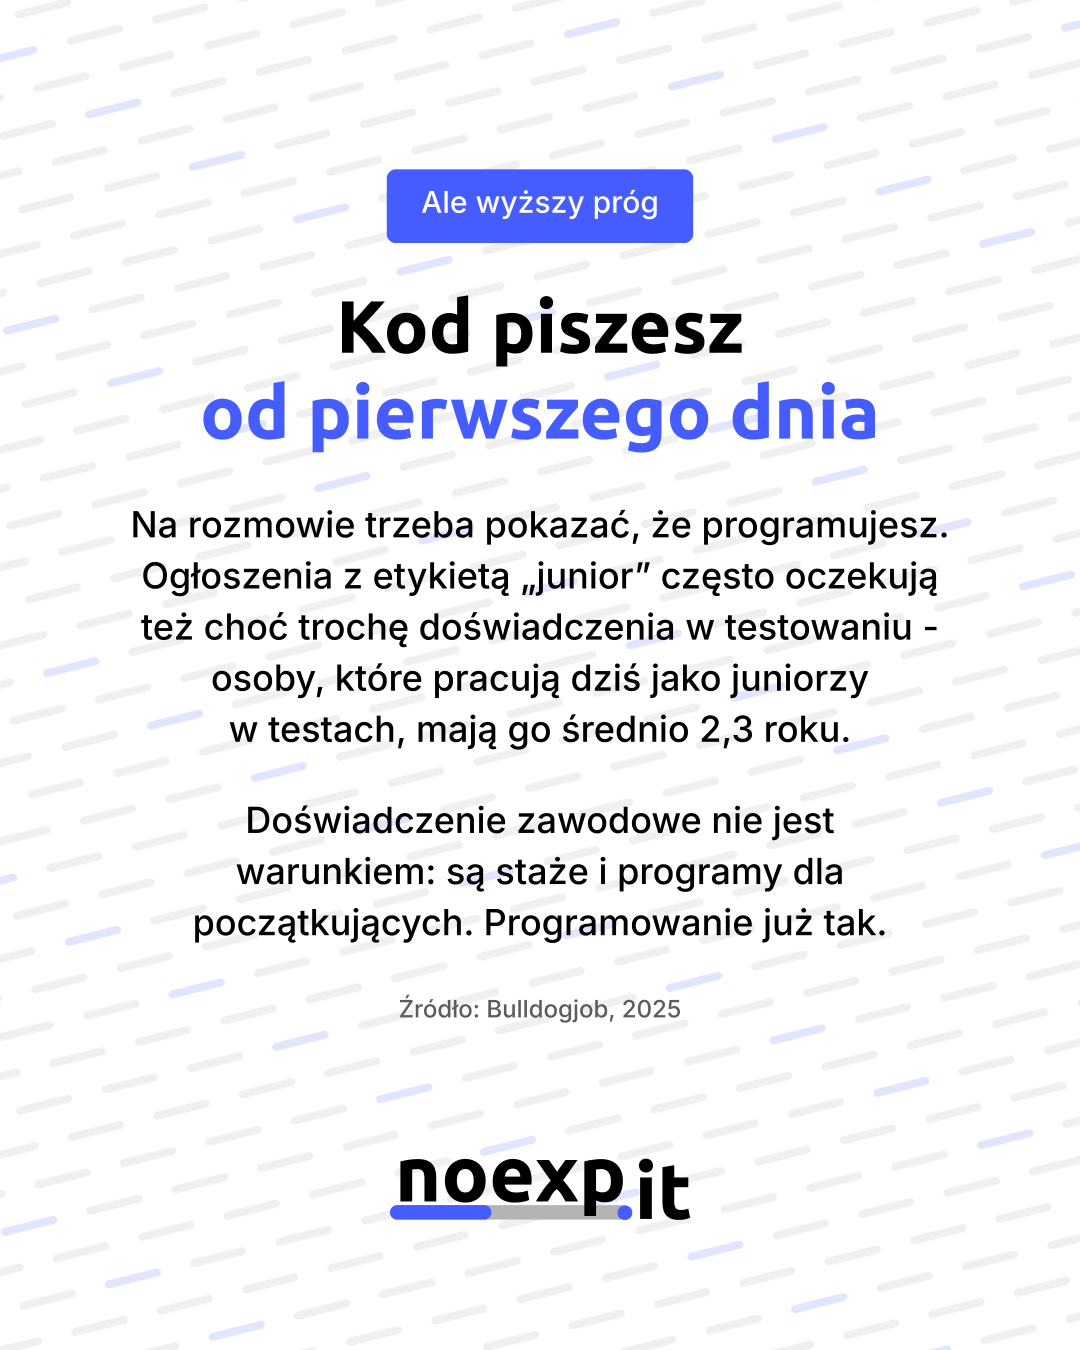 Ale wyższy próg
Kod piszesz
od pierwszego dnia
Na rozmowie trzeba pokazać, że programujesz.
Ogłoszenia z etykietą „junior” często oczekują
też choć trochę doświadczenia w testowaniu -
osoby, które pracują dziś jako juniorzy
w testach, mają go średnio 2,3 roku.
Doświadczenie zawodowe nie jest
warunkiem: są staże i programy dla
początkujących. Programowanie już tak.
Źródło: Bulldogjob, 2025
noexp.it